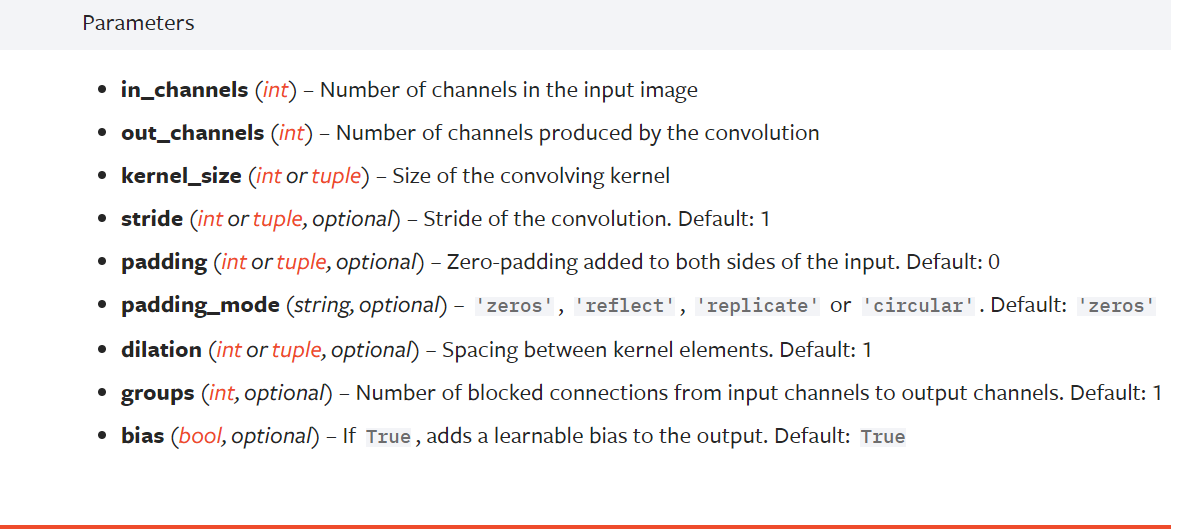 Parameters
in_channels (int) – Number of channels in the input image
out_channels (int) – Number of channels produced by the convolution
kernel_size (int or tuple) – Size of the convolving kernel
stride (int or tuple, optional) – Stride of the convolution. Default: 1
padding (int or tuple, optional) – Zero-padding added to both sides of the input. Default: 0
padding_mode (string, optional) – 'zeros', 'reflect', 'replicate' or 'circular'. Default: 'zeros'
dilation (int or tuple, optional) – Spacing between kernel elements. Default: 1
groups (int, optional) – Number of blocked connections from input channels to output channels. Default: 1
bias (bool, optional) – If True, adds a learnable bias to the output. Default: True